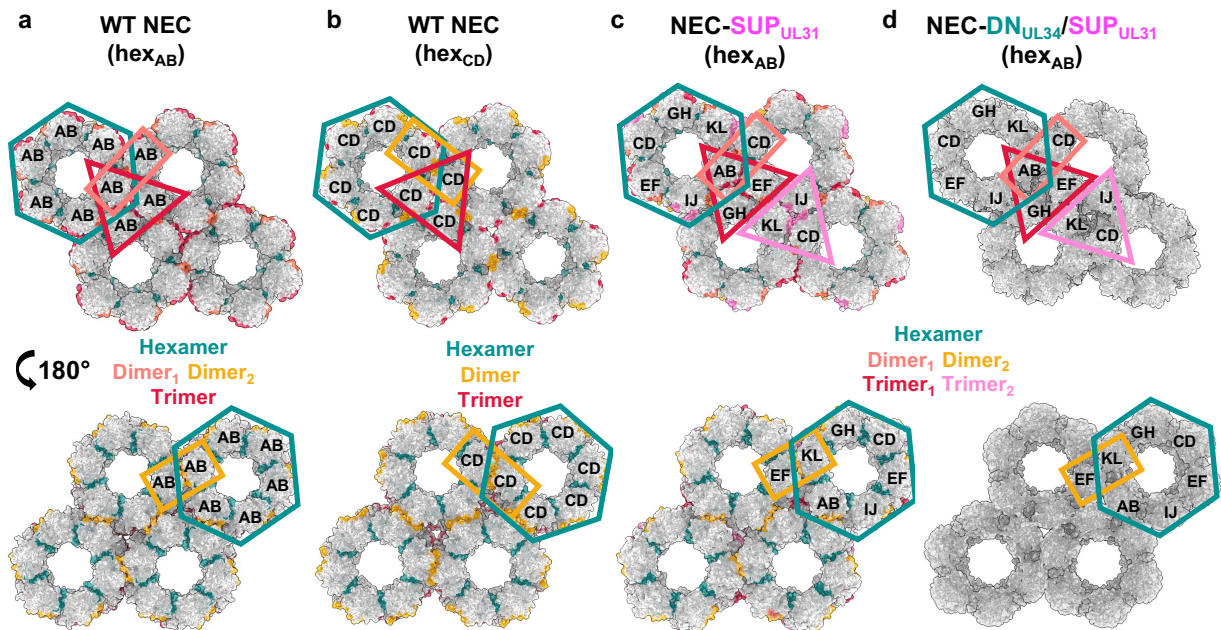 a
WT NEC
(hexAB)
b
WT NEC
(hexCD)
c
NEC-SUPUL31
(hexAB)
d
NEC-DNUL34/SUPUL31
(hexAB)
AB
AB
AB
AB
AB
AB
AB
AB
AB
CD
CD
CD
CD
CD
CD
CD
CD
CD
GH
CD
KL
CD
AB
EF
EF
IJ
IJ
GH
KL
CD
GH
CD
KL
CD
AB
EF
EF
IJ
IJ
GH
KL
CD
180°
Hexamer
Dimer1 Dimer2
Trimer
Hexamer
Dimer
Trimer
Hexamer
Dimer1 Dimer2
Trimer1 Trimer2
AB
AB
AB
AB
AB
AB
AB
CD
CD
CD
CD
CD
CD
CD
GH
CD
KL
EF
EF
AB
IJ
GH
CD
KL
EF
EF
AB
IJ